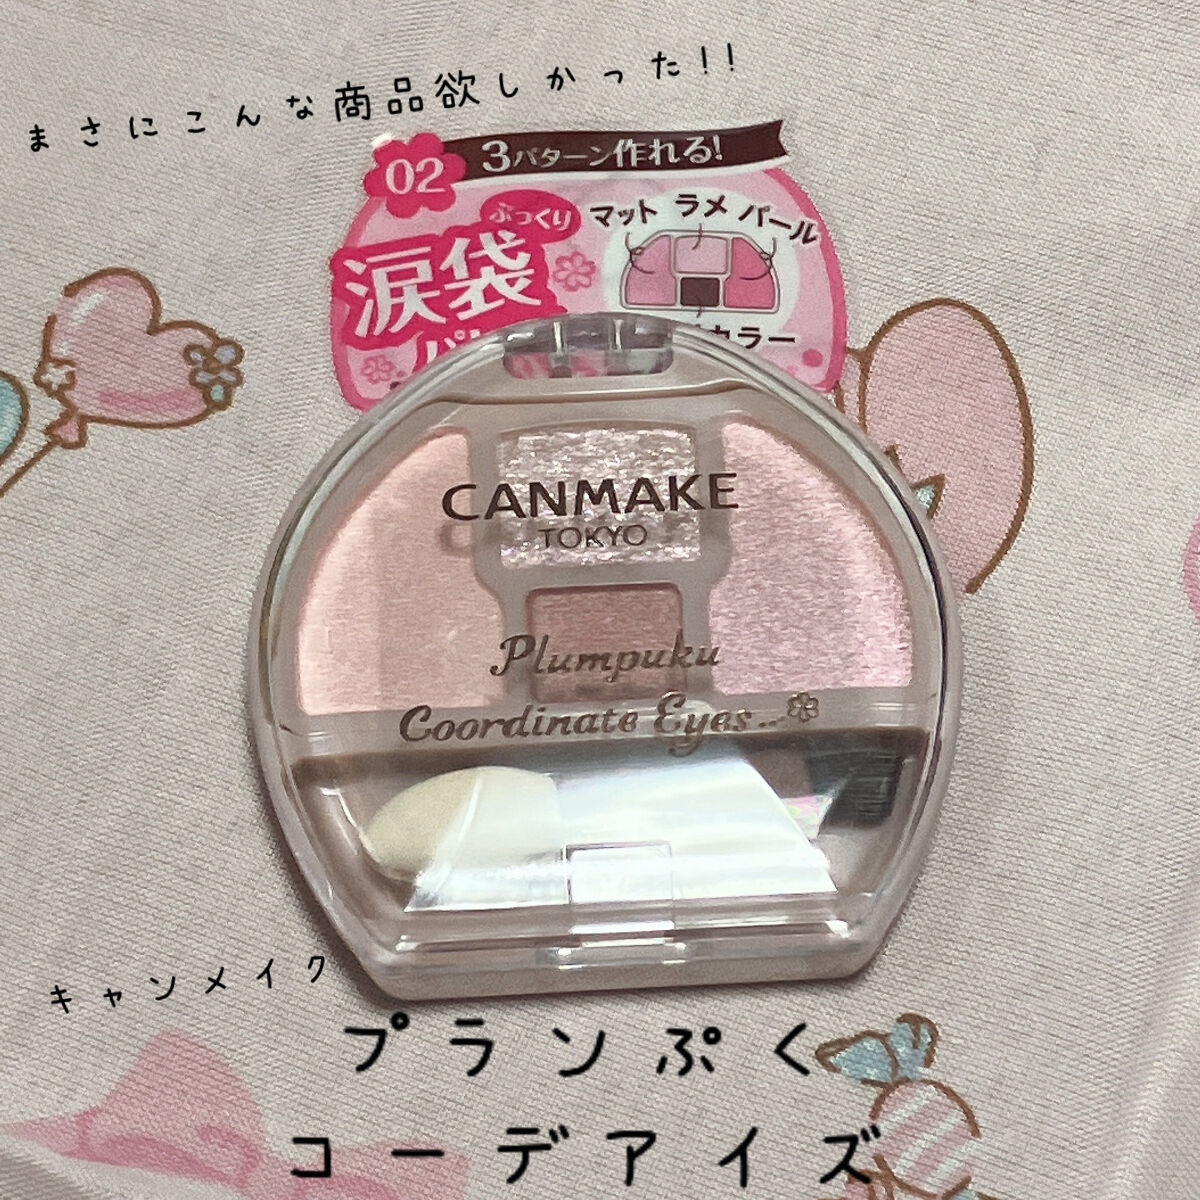 まさにこんな商品欲しかった!!
02
3パターン作れる!
ぷっくり
涙袋
マット ラメ パール
カラー
CANMAKE
TOKYO
Plumpuku
Coordinate Eyes
キャンメイク
プランぷく
コーデアイズ